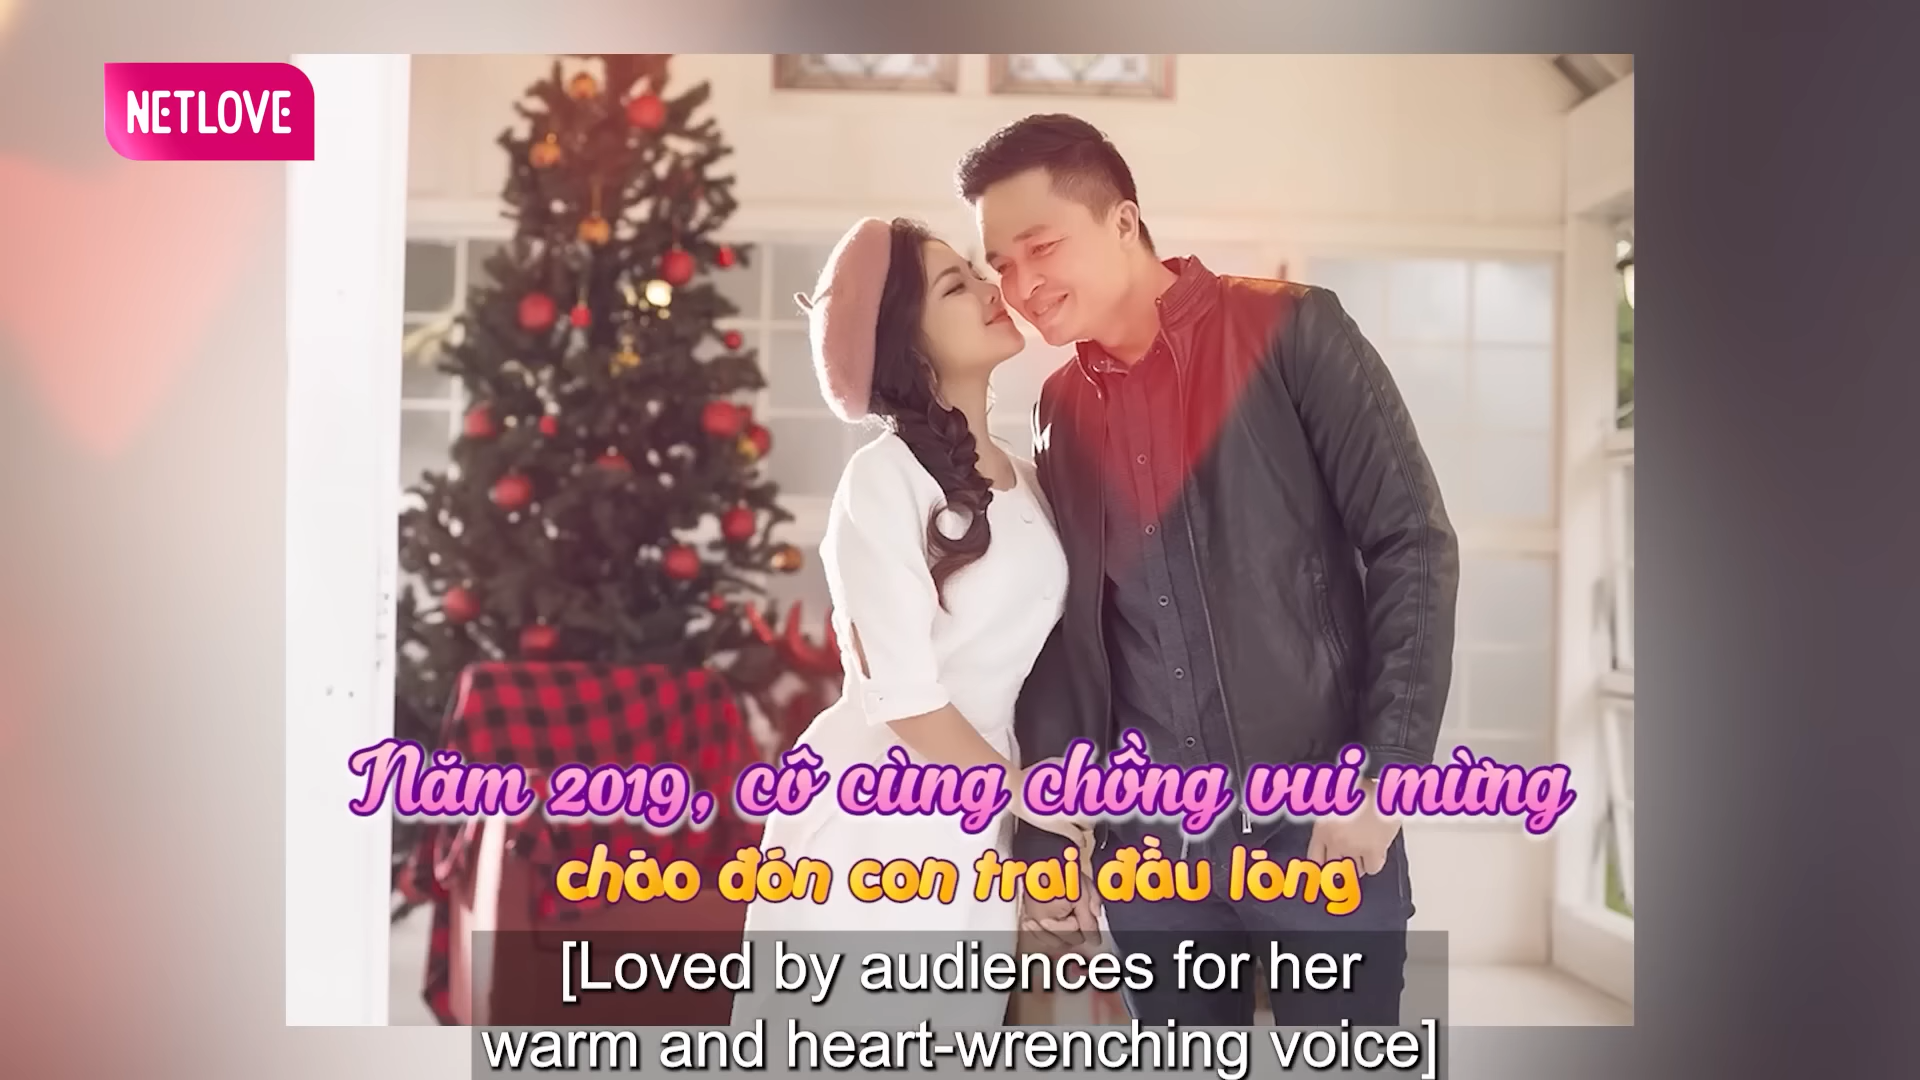 NETLOVE
Năm 2019, cô cùng chồng vui mừng
chào đón con trai đầu lòng
[Loved by audiences for her
warm and heart-wrenching voice]